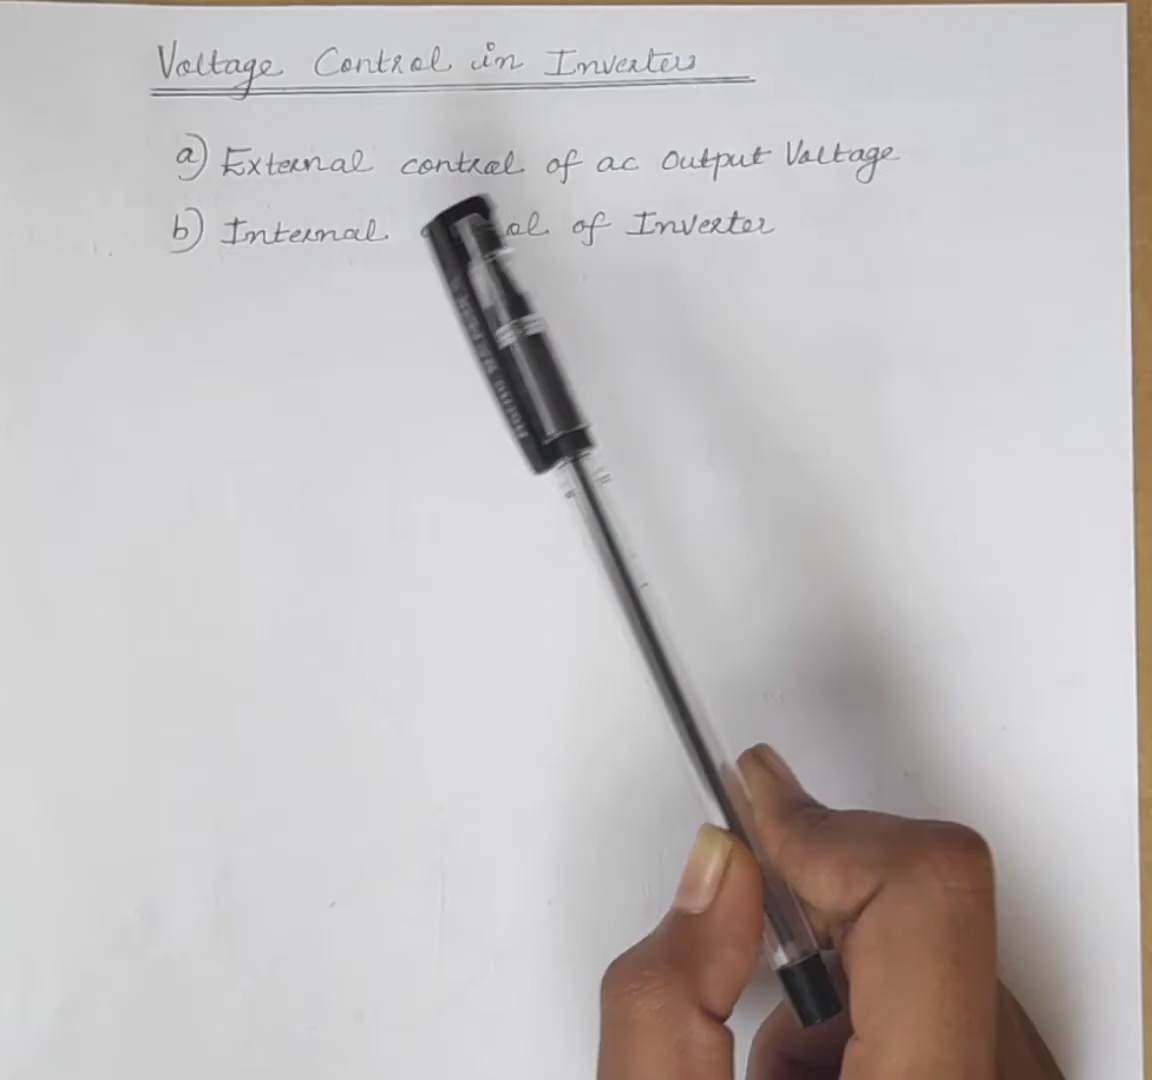 Voltage Control in Inverters
a) External control of ac output Voltage
b) Internal of Inverter